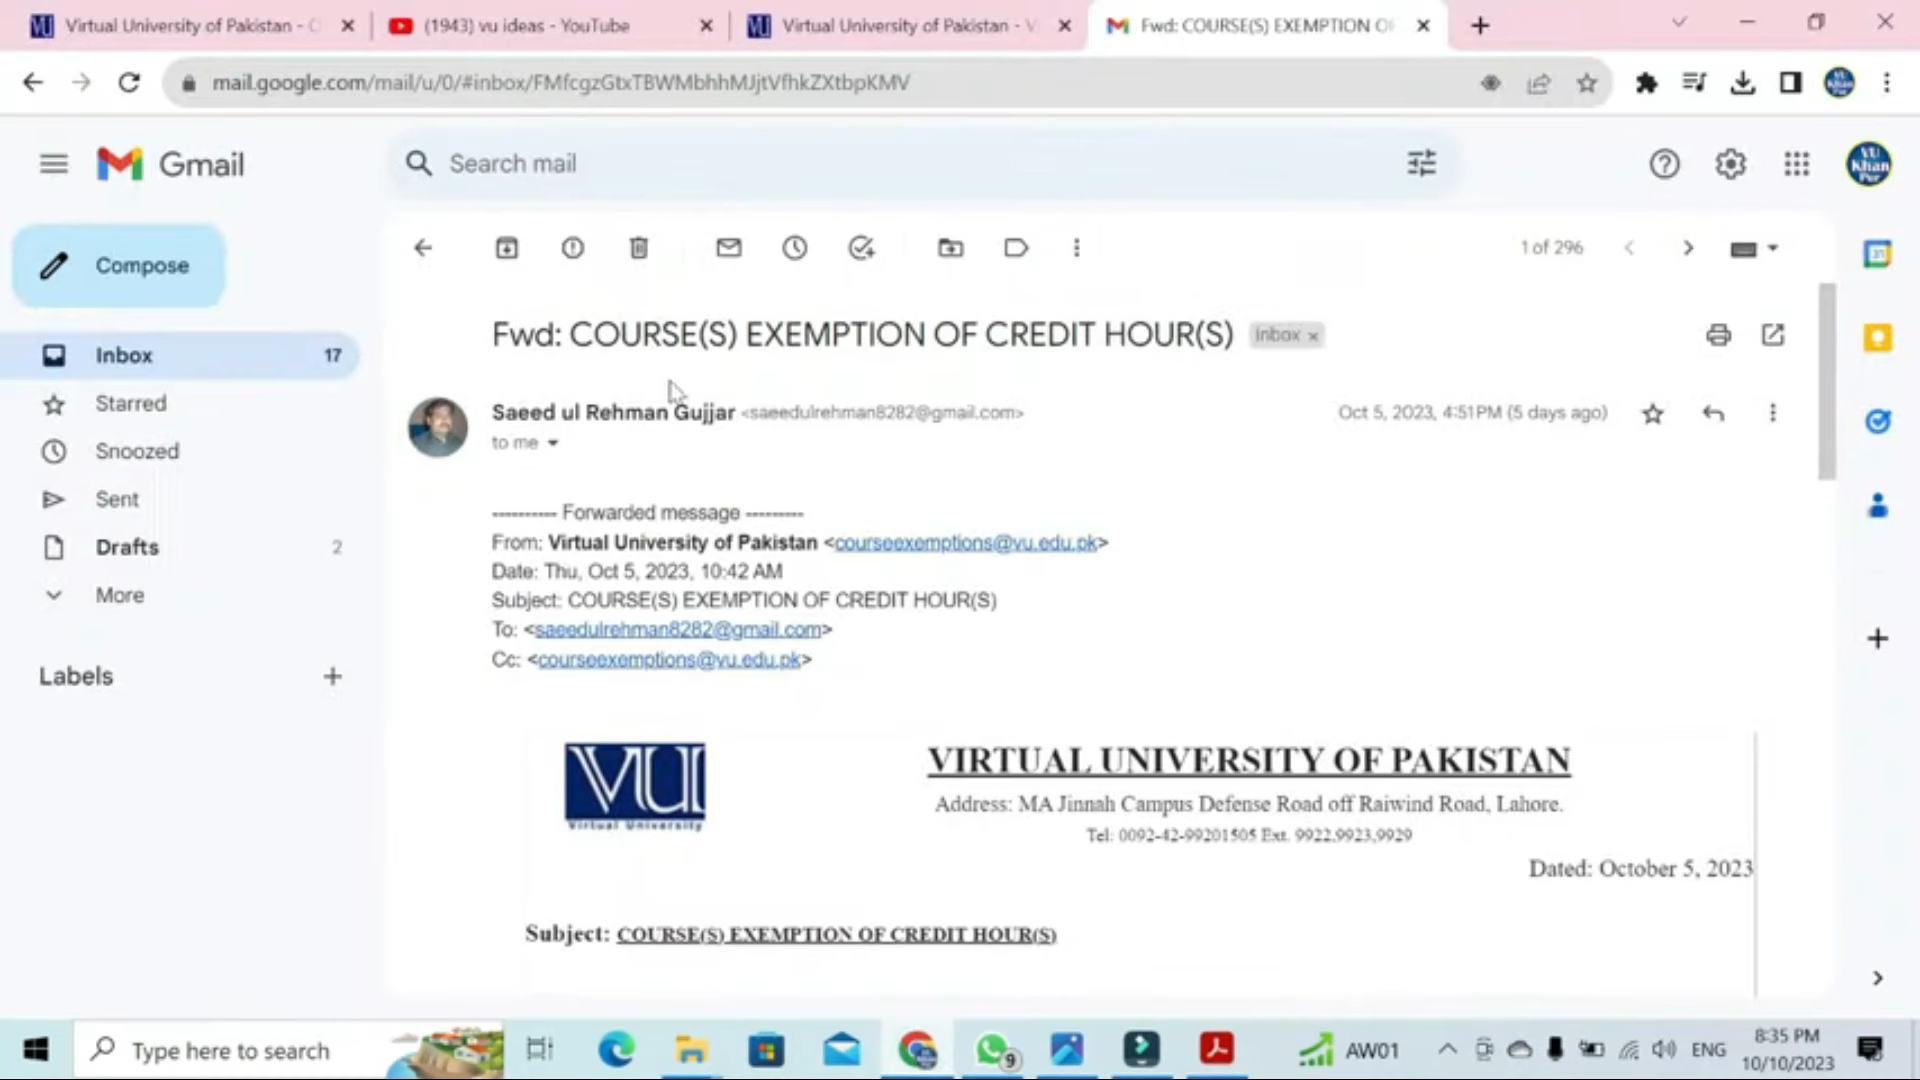 Virtual University of Pakistan - C
(1943) vu ideas - YouTube
Virtual University of Pakistan - V
Fwd: COURSE(S) EXEMPTION OF
mail.google.com/mail/u/0/#inbox/FMfcgzGtxTBWMbhhMJjtVfhkZXtbpKMV
Gmail
Search mail
VU Khan Pur
Compose
1 of 296
Fwd: COURSE(S) EXEMPTION OF CREDIT HOUR(S)
Inbox x
Inbox 17
Starred
Snoozed
Sent
Drafts 2
More
Labels
Saeed ul Rehman Gujjar <saeedulrehman8282@gmail.com>
Oct 5, 2023, 4:51 PM (5 days ago)
to me
---------- Forwarded message ---------
From: Virtual University of Pakistan <courseexemptions@vu.edu.pk>
Date: Thu, Oct 5, 2023, 10:42 AM
Subject: COURSE(S) EXEMPTION OF CREDIT HOUR(S)
To: <saeedulrehman8282@gmail.com>
Cc: <courseexemptions@vu.edu.pk>
VU
Virtual University
VIRTUAL UNIVERSITY OF PAKISTAN
Address: MA Jinnah Campus Defense Road off Raiwind Road, Lahore.
Tel: 0092-42-99201505 Ext. 9922,9923,9929
Dated: October 5, 2023
Subject: COURSE(S) EXEMPTION OF CREDIT HOUR(S)
31
Type here to search
9
AW01
ENG
8:35 PM
10/10/2023